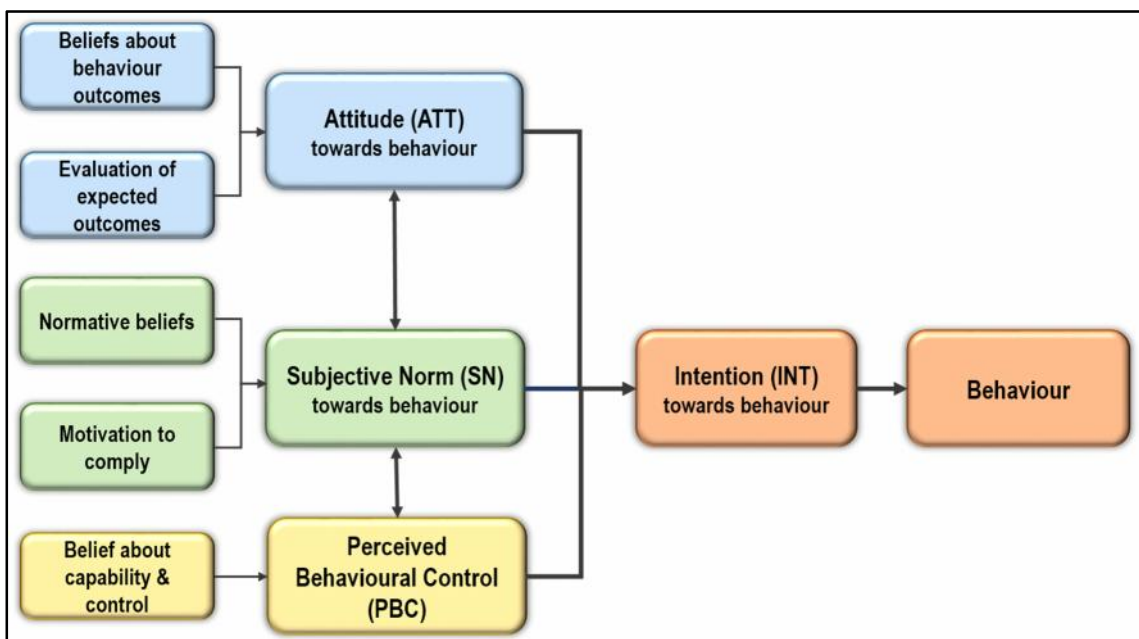 Beliefs about
behaviour
outcomes
Evaluation of
expected
outcomes
Attitude (ATT)
towards behaviour
Normative beliefs
Motivation to
comply
Subjective Norm (SN)
towards behaviour
Belief about
capability &
control
Perceived
Behavioural Control
(PBC)
Intention (INT)
towards behaviour
Behaviour